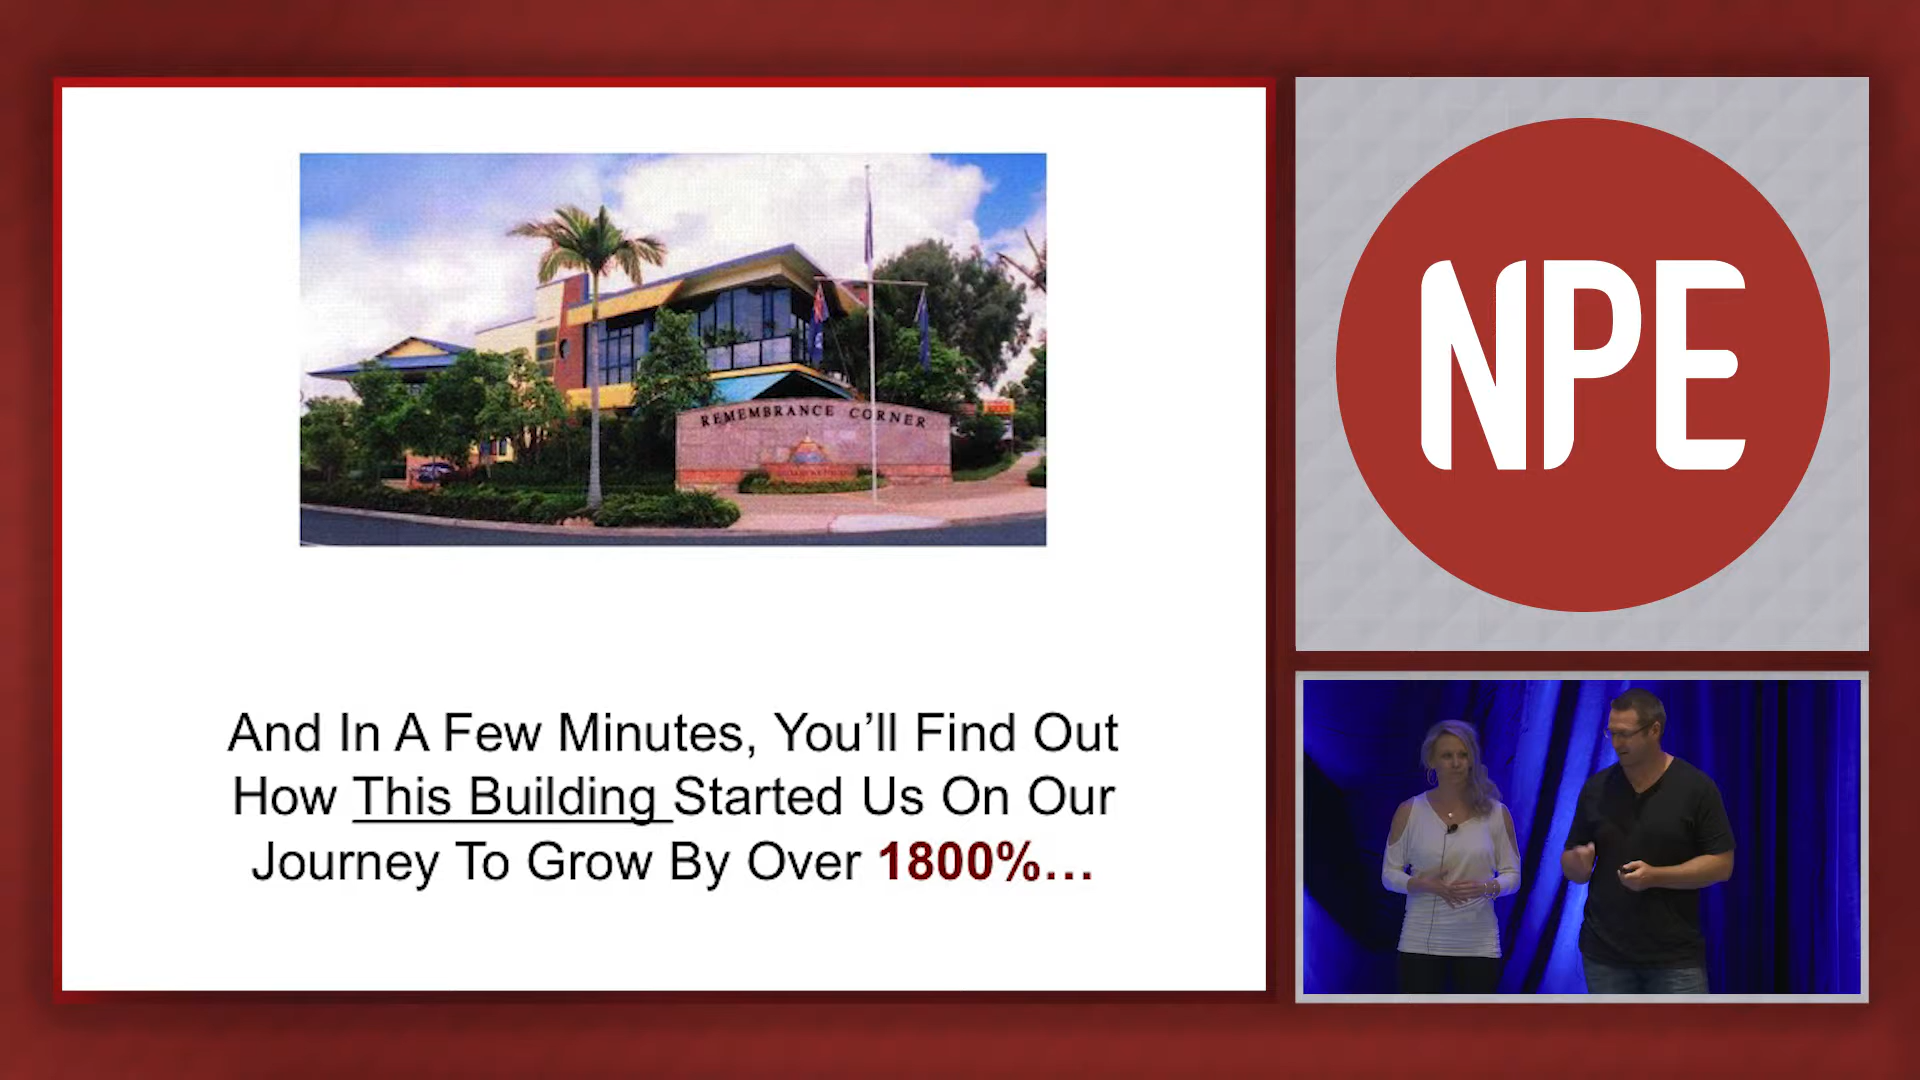 REMEMBRANCE CORNER
And In A Few Minutes, You’ll Find Out
How This Building Started Us On Our
Journey To Grow By Over 1800%…
NPE